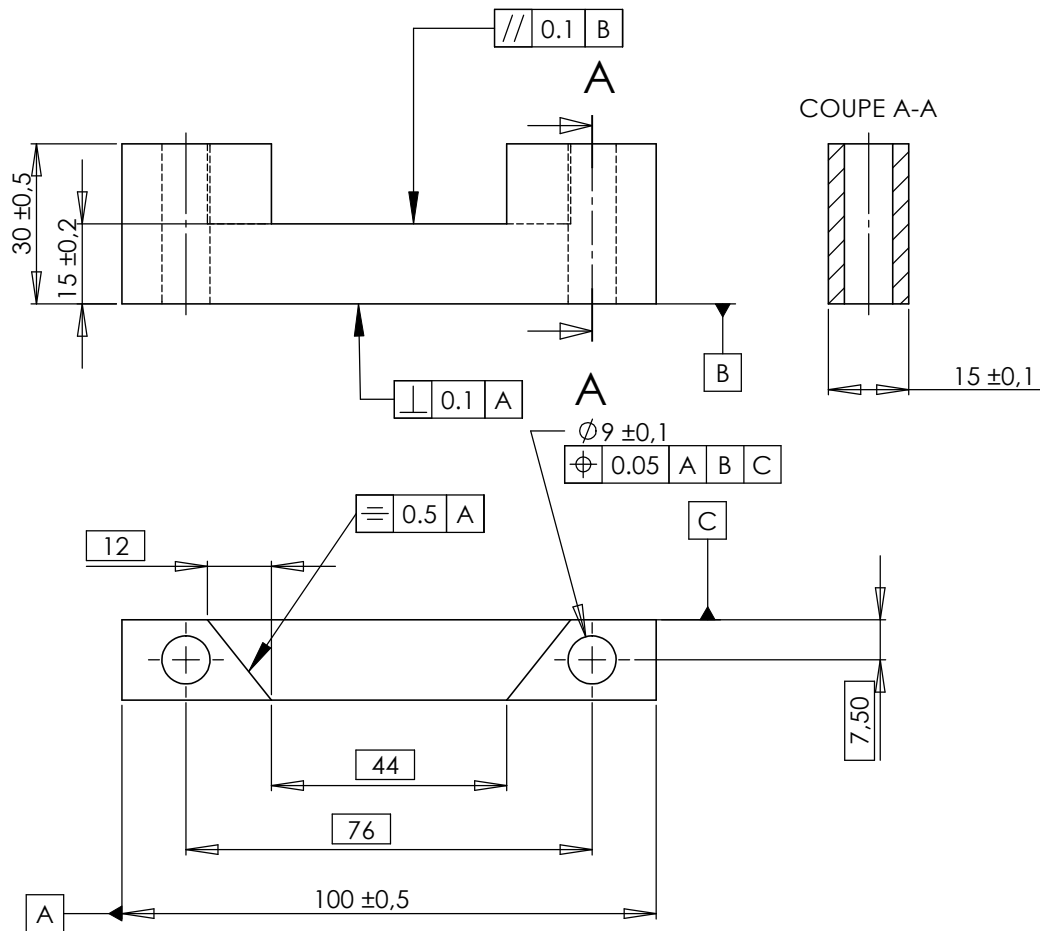 // 0.1 B
A
COUPE A-A
30 ±0,5
15 ±0,2
B
15 ±0,1
⊥ 0.1 A
A
⌀9 ±0,1
⌖ 0.05 A B C
⌯ 0.5 A
C
12
7,50
44
76
100 ±0,5
A